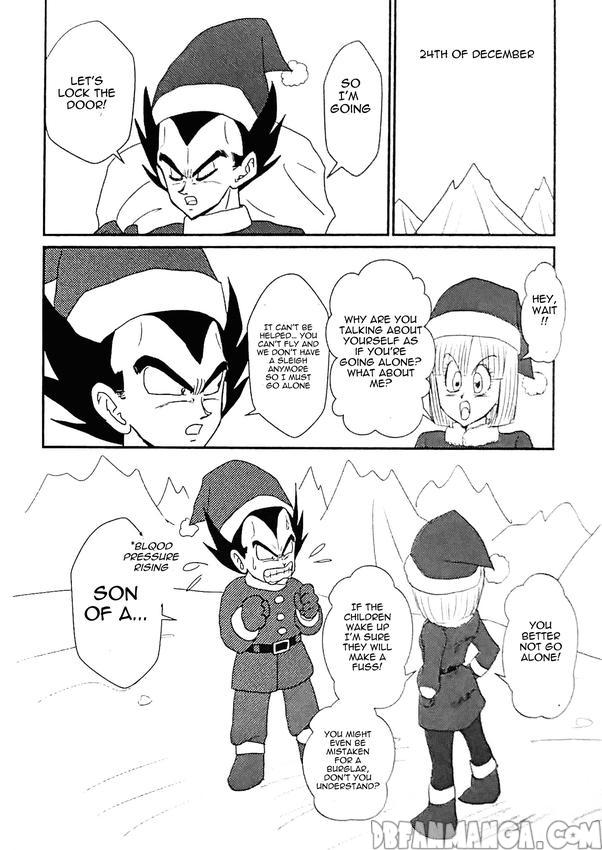 24TH OF DECEMBER
SO
I'M
GOING
LET'S
LOCK THE
DOOR!
HEY,
WAIT
!!
WHY ARE YOU
TALKING ABOUT
YOURSELF AS
IF YOU'RE
GOING ALONE?
WHAT ABOUT
ME?
IT CAN'T BE
HELPED... YOU
CAN'T FLY AND
WE DON'T HAVE
A SLEIGH
ANYMORE
SO I MUST
GO ALONE
YOU
BETTER
NOT GO
ALONE!
IF THE
CHILDREN
WAKE UP
I'M SURE
THEY WILL
MAKE A
FUSS!
YOU MIGHT
EVEN BE
MISTAKEN
FOR A
BURGLAR,
DON'T YOU
UNDERSTAND?
*BLOOD
PRESSURE
RISING
SON
OF A...
DBFANMANGA.COM